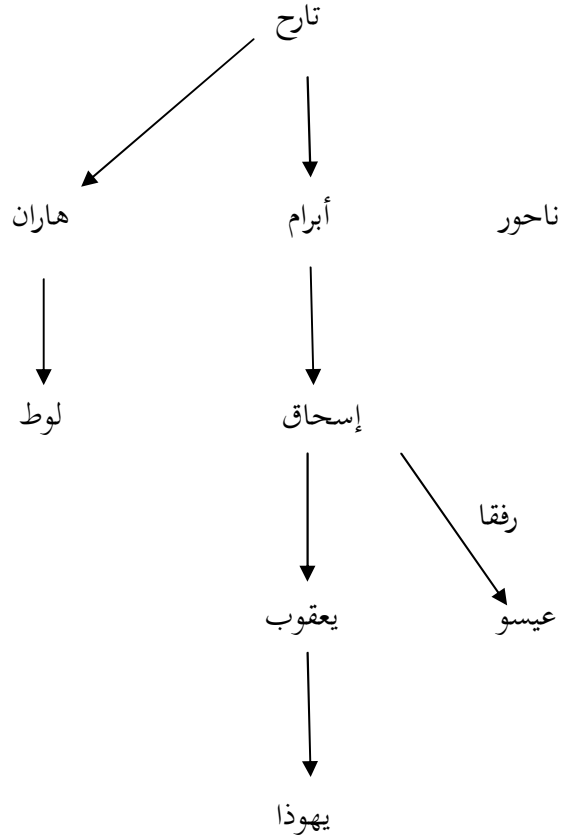 تارح
ناحور أبرام هاران
إسحاق لوط
رفقا
عيسو يعقوب
يهوذا